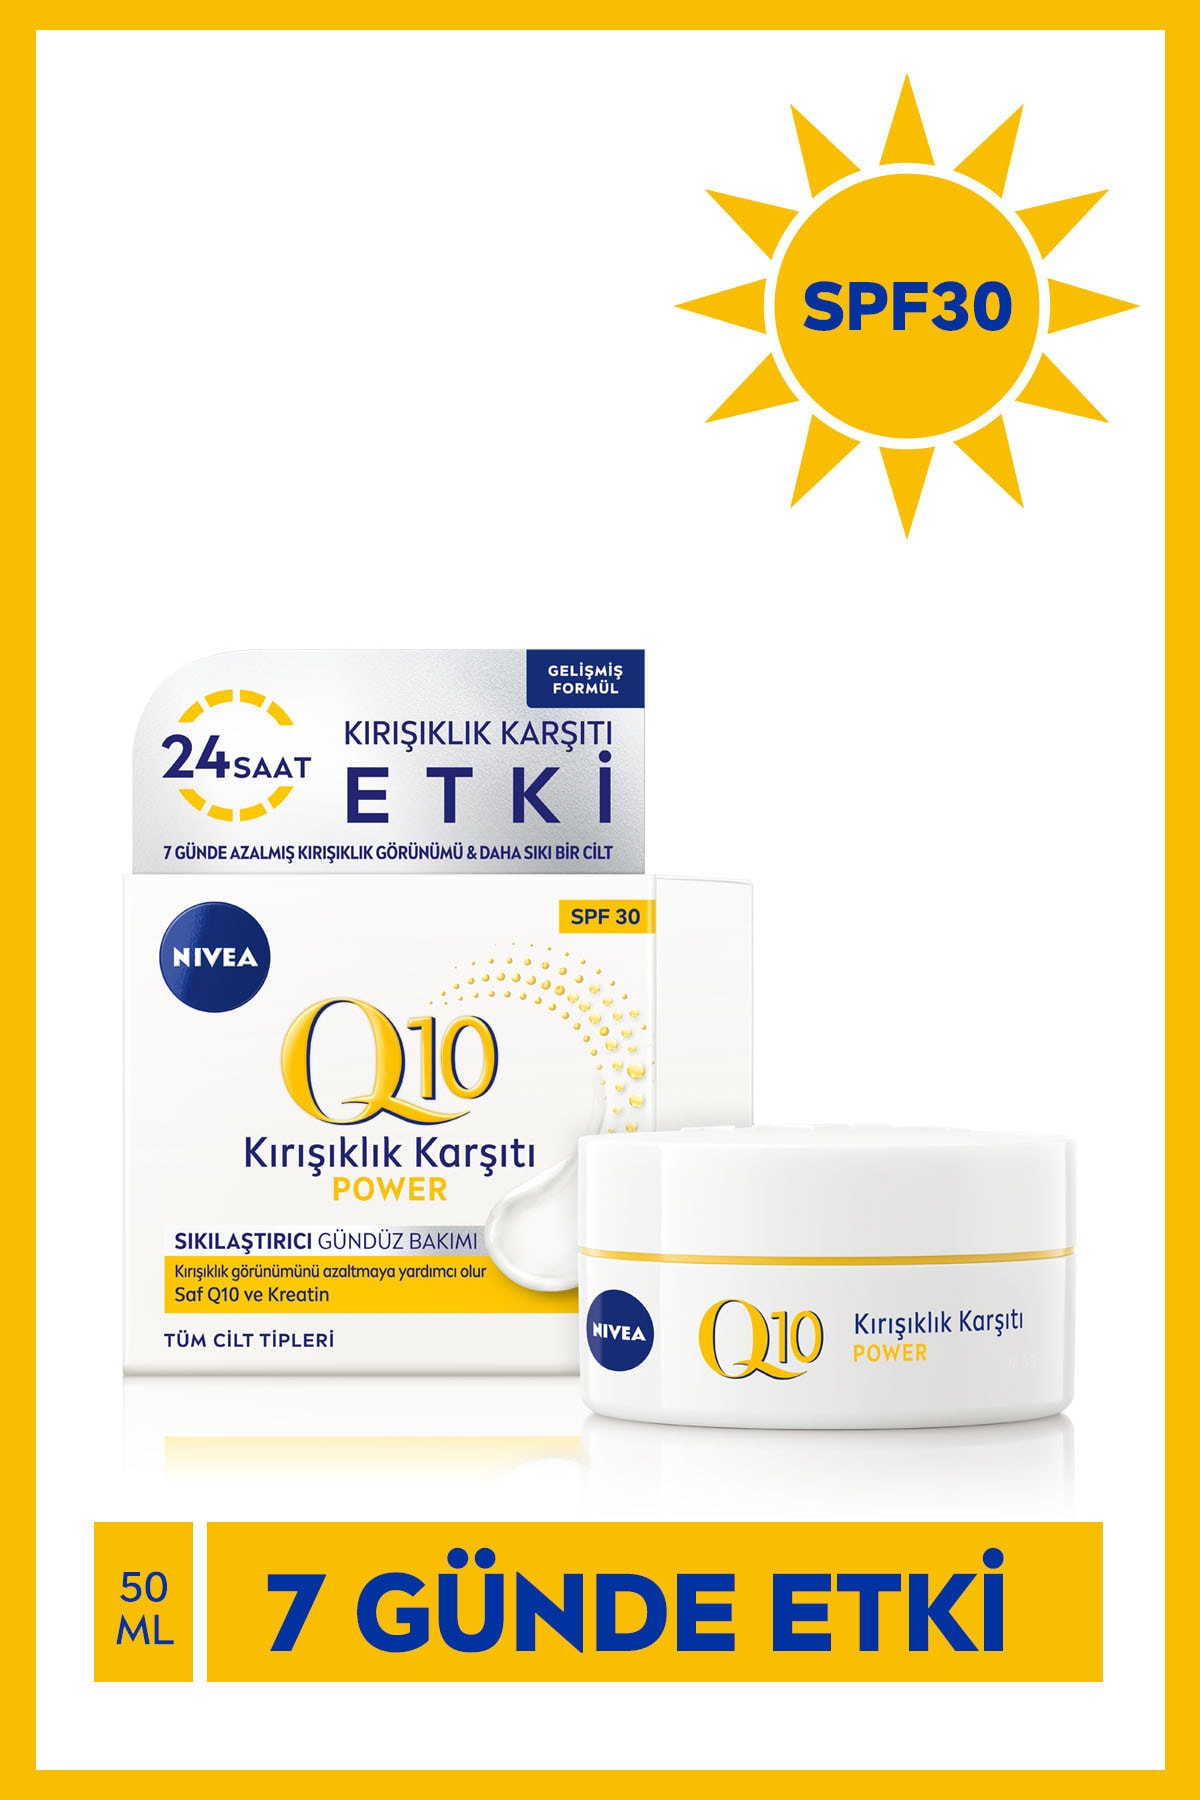 SPF30
GELİŞMİŞ
FORMÜL
24SAAT
KIRIŞIKLIK KARŞITI
ETKİ
7 GÜNDE AZALMIŞ KIRIŞIKLIK GÖRÜNÜMÜ & DAHA SIKI BİR CİLT
NIVEA
SPF 30
Q10
Kırışıklık Karşıtı
POWER
SIKILAŞTIRICI GÜNDÜZ BAKIMI
Kırışıklık görünümünü azaltmaya yardımcı olur
Saf Q10 ve Kreatin
TÜM CİLT TİPLERİ
NIVEA
Q10
Kırışıklık Karşıtı
POWER
50
ML
7 GÜNDE ETKİ